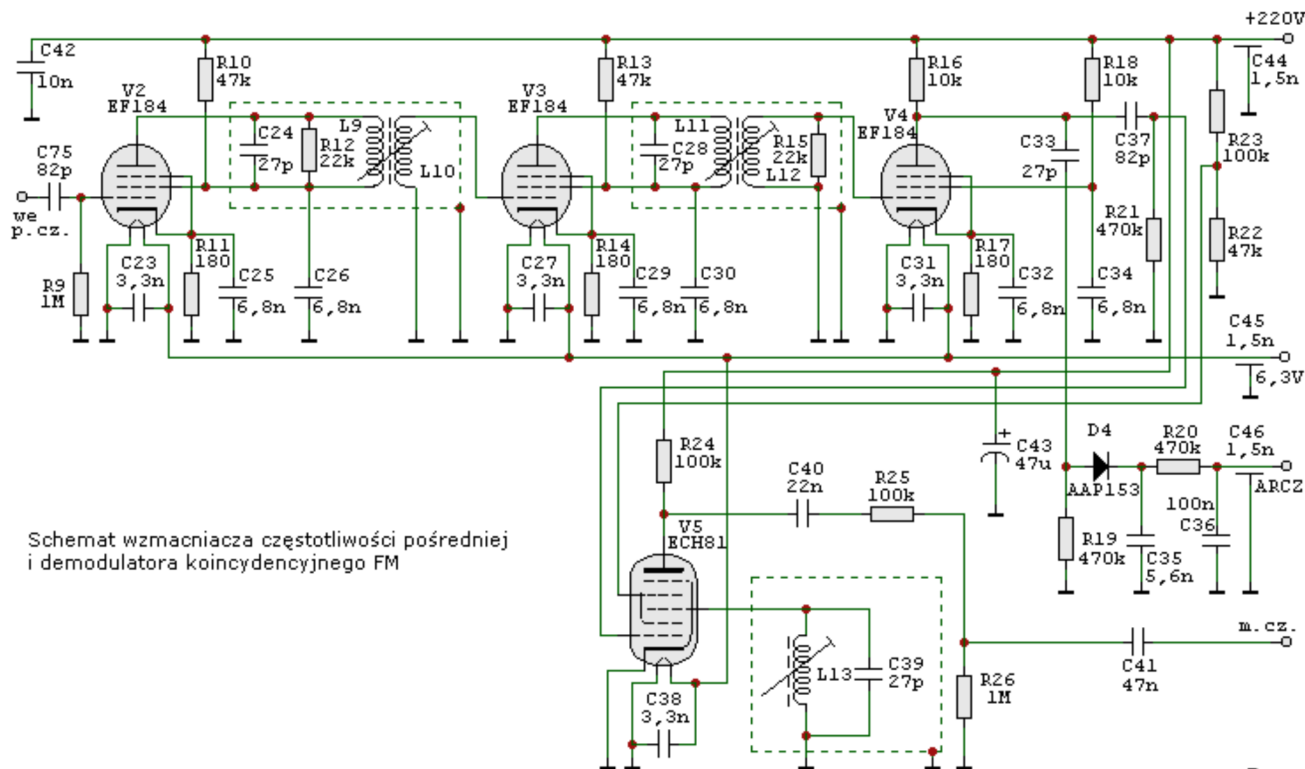 +220V
C42
10n
R10
47k
R13
47k
R16
10k
R18
10k
C44
1,5n
V2
EF184
V3
EF184
V4
EF184
C75
82p
we
p.cz.
L9
C24
27p
R12
22k
L10
L11
C28
27p
R15
22k
L12
C33
27p
C37
82p
R23
100k
R21
470k
R22
47k
R9
1M
C23
3,3n
R11
180
C25
6,8n
C26
6,8n
C27
3,3n
R14
180
C29
6,8n
C30
6,8n
C31
3,3n
R17
180
C32
6,8n
C34
6,8n
C45
1,5n
6,3V
R24
100k
C40
22n
R25
100k
C43
+
47u
D4
AAP153
R20
470k
C46
1,5n
ARCZ
R19
470k
C35
5,6n
100n
C36
Schemat wzmacniacza częstotliwości pośredniej
i demodulatora koincydencyjnego FM
V5
ECH81
C38
3,3n
L13
C39
27p
R26
1M
C41
47n
m.cz.